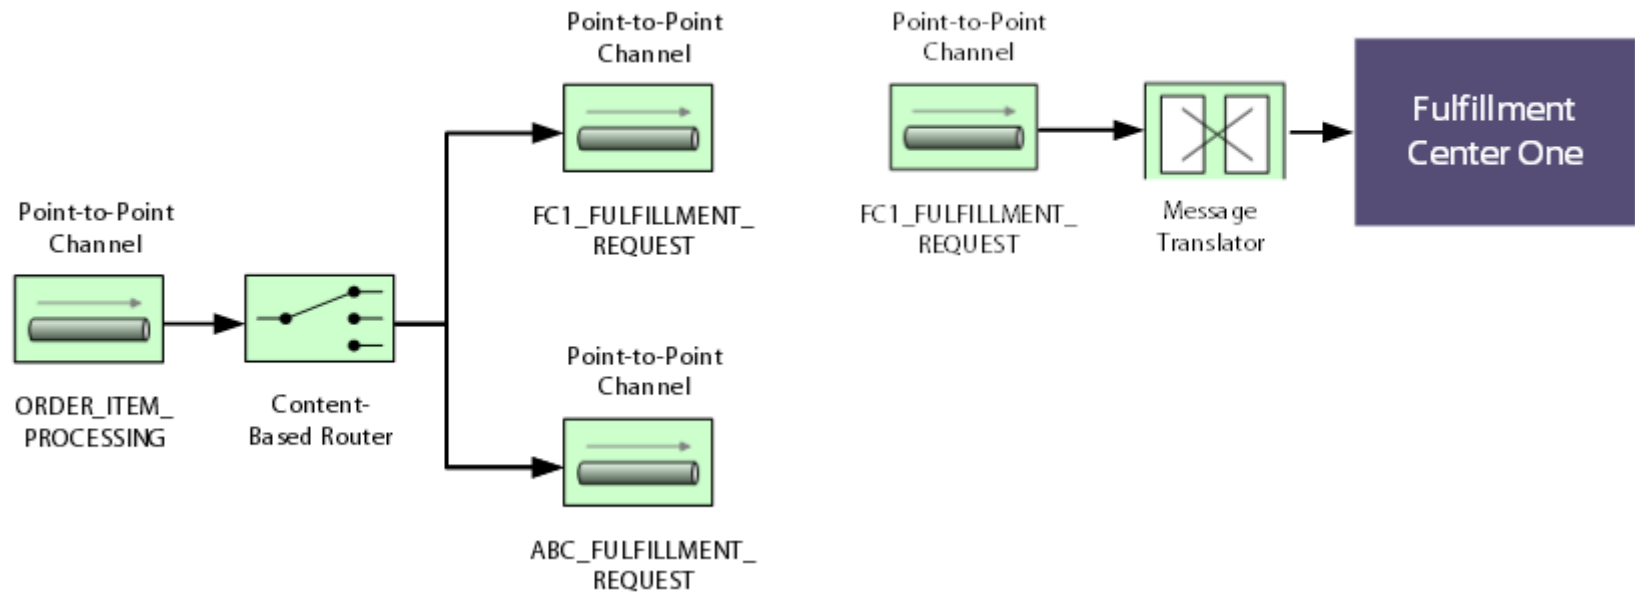 Point-to-Point
Channel
ORDER_ITEM_
PROCESSING
Content-
Based Router
Point-to-Point
Channel
FC1_FULFILLMENT_
REQUEST
Point-to-Point
Channel
ABC_FULFILLMENT_
REQUEST
Point-to-Point
Channel
FC1_FULFILLMENT_
REQUEST
Message
Translator
Fulfillment
Center One